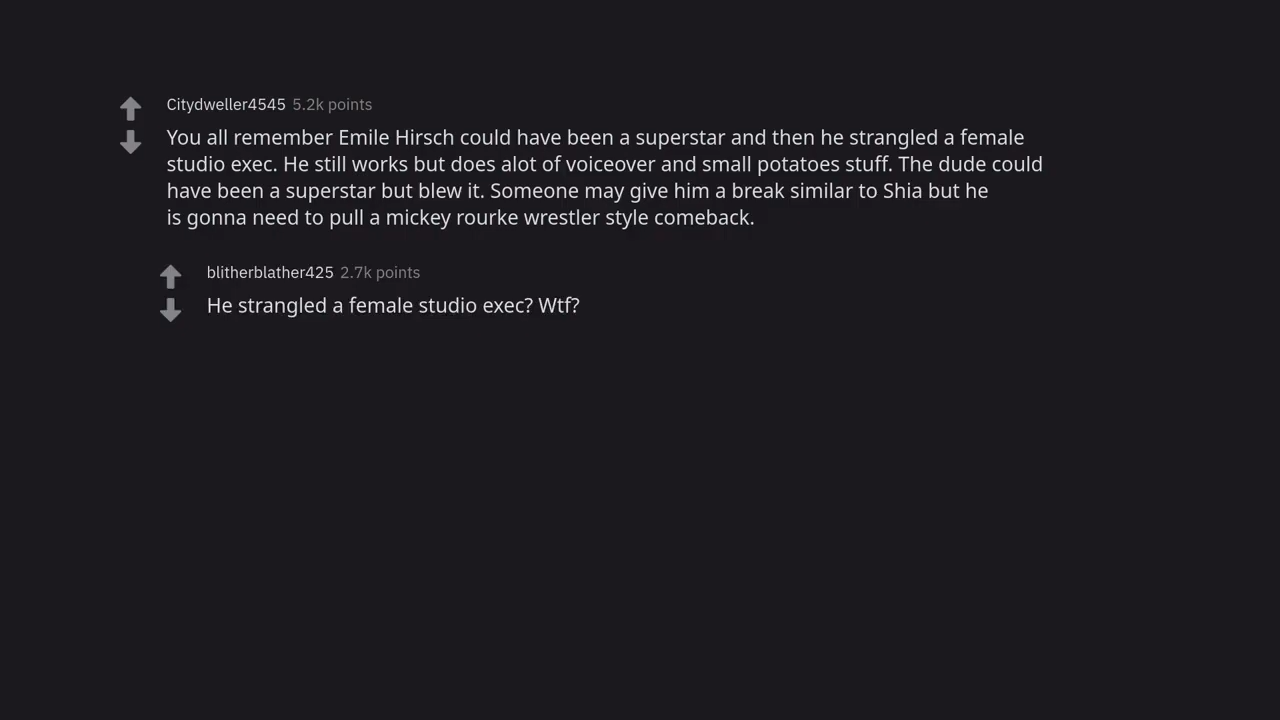 Citydweller4545 5.2k points
You all remember Emile Hirsch could have been a superstar and then he strangled a female
studio exec. He still works but does alot of voiceover and small potatoes stuff. The dude could
have been a superstar but blew it. Someone may give him a break similar to Shia but he
is gonna need to pull a mickey rourke wrestler style comeback.
blitherblather425 2.7k points
He strangled a female studio exec? Wtf?